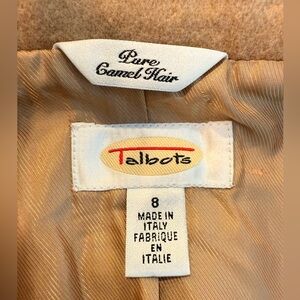 Pure
Camel Hair
Talbots
8
MADE IN
ITALY
FABRIQUE
EN
ITALIE